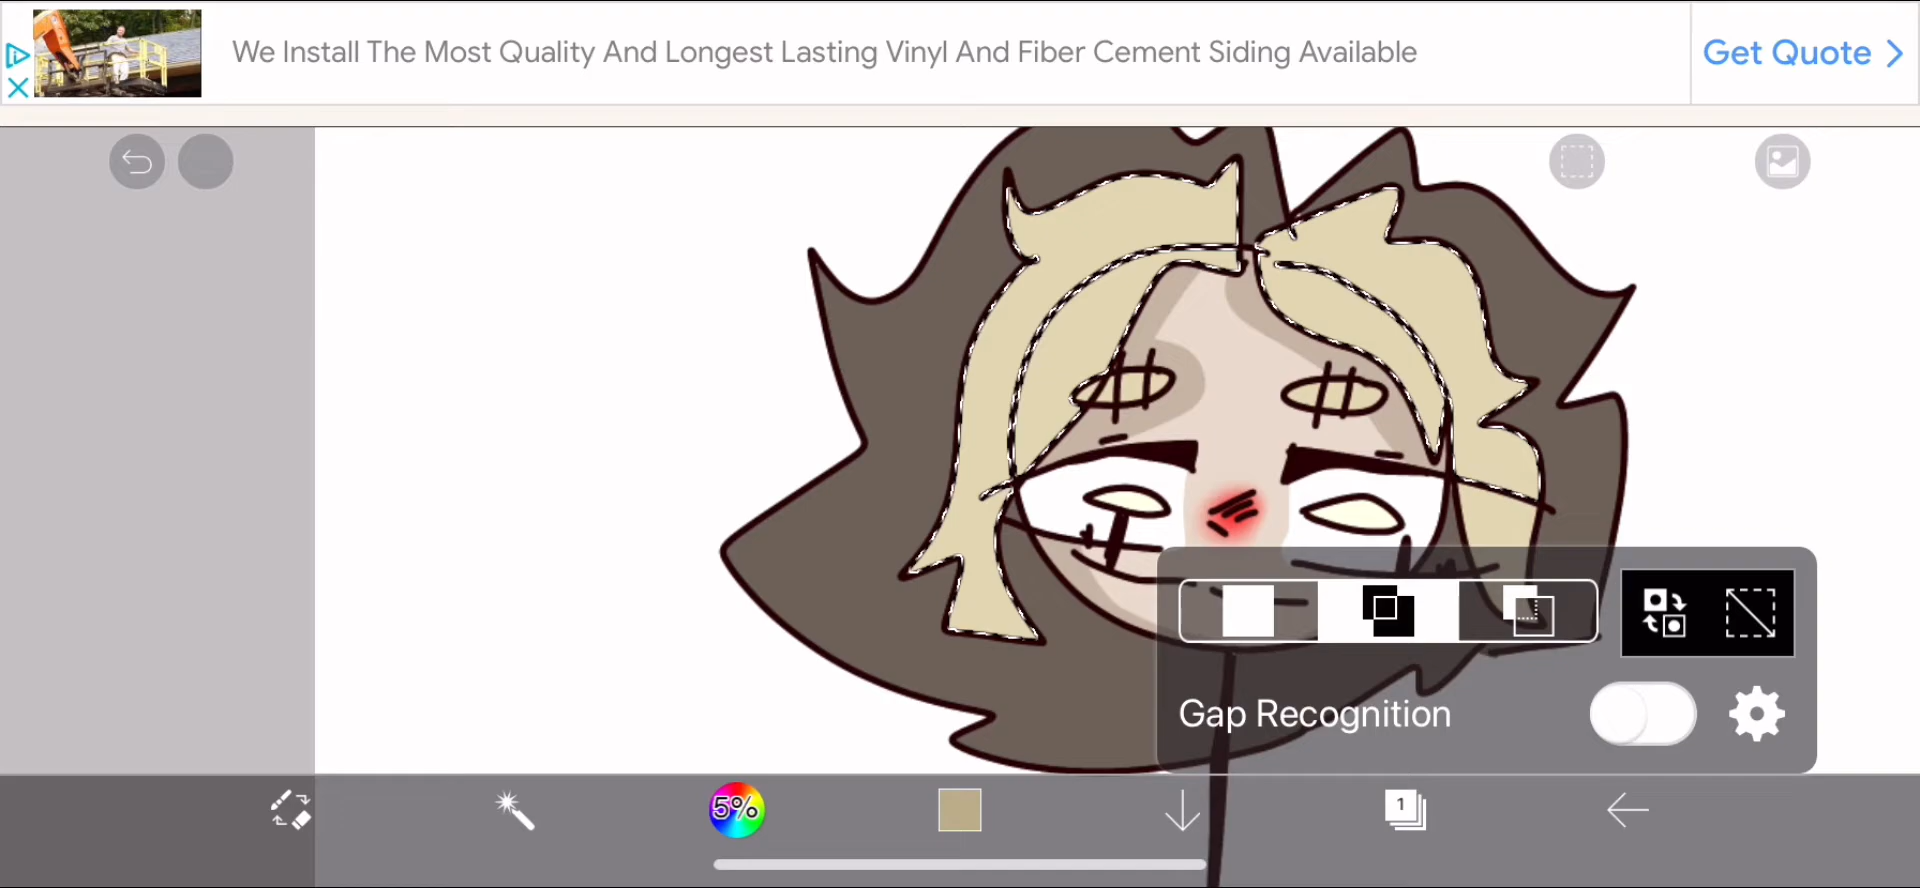 We Install The Most Quality And Longest Lasting Vinyl And Fiber Cement Siding Available
Get Quote
Gap Recognition
5%
1